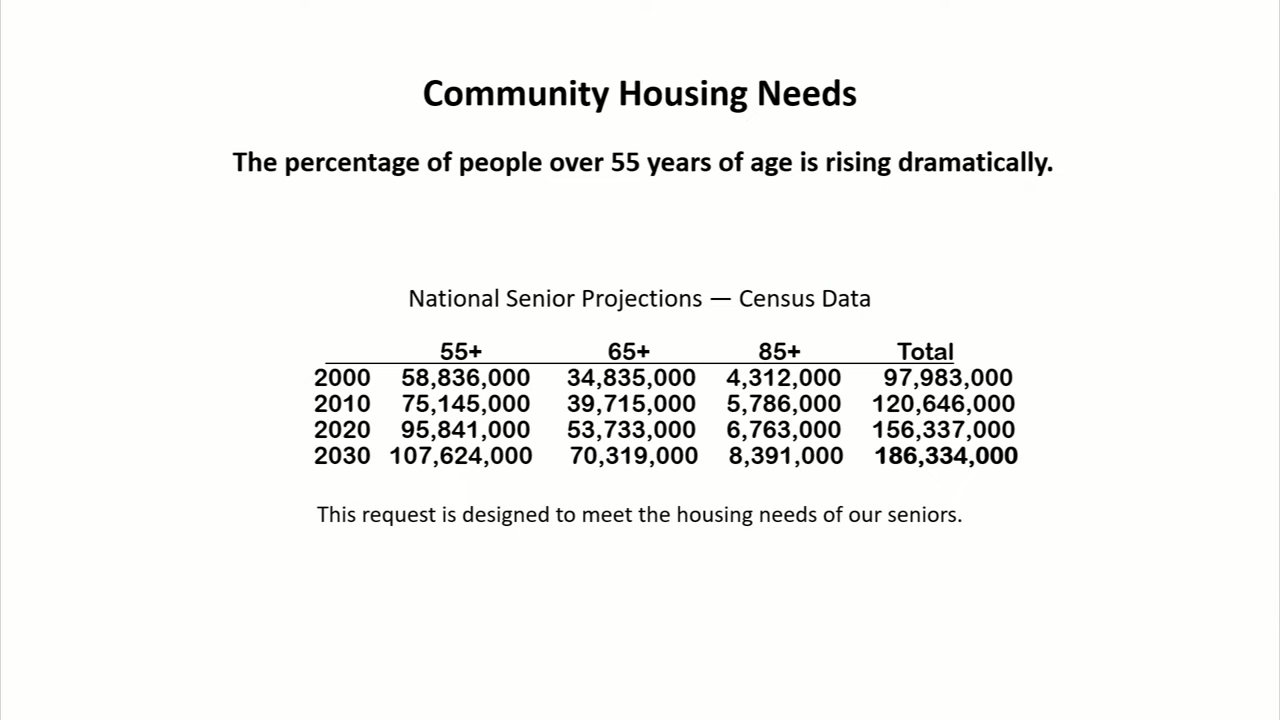 Community Housing Needs
The percentage of people over 55 years of age is rising dramatically.
National Senior Projections — Census Data
55+ 65+ 85+ Total
2000 58,836,000 34,835,000 4,312,000 97,983,000
2010 75,145,000 39,715,000 5,786,000 120,646,000
2020 95,841,000 53,733,000 6,763,000 156,337,000
2030 107,624,000 70,319,000 8,391,000 186,334,000
This request is designed to meet the housing needs of our seniors.